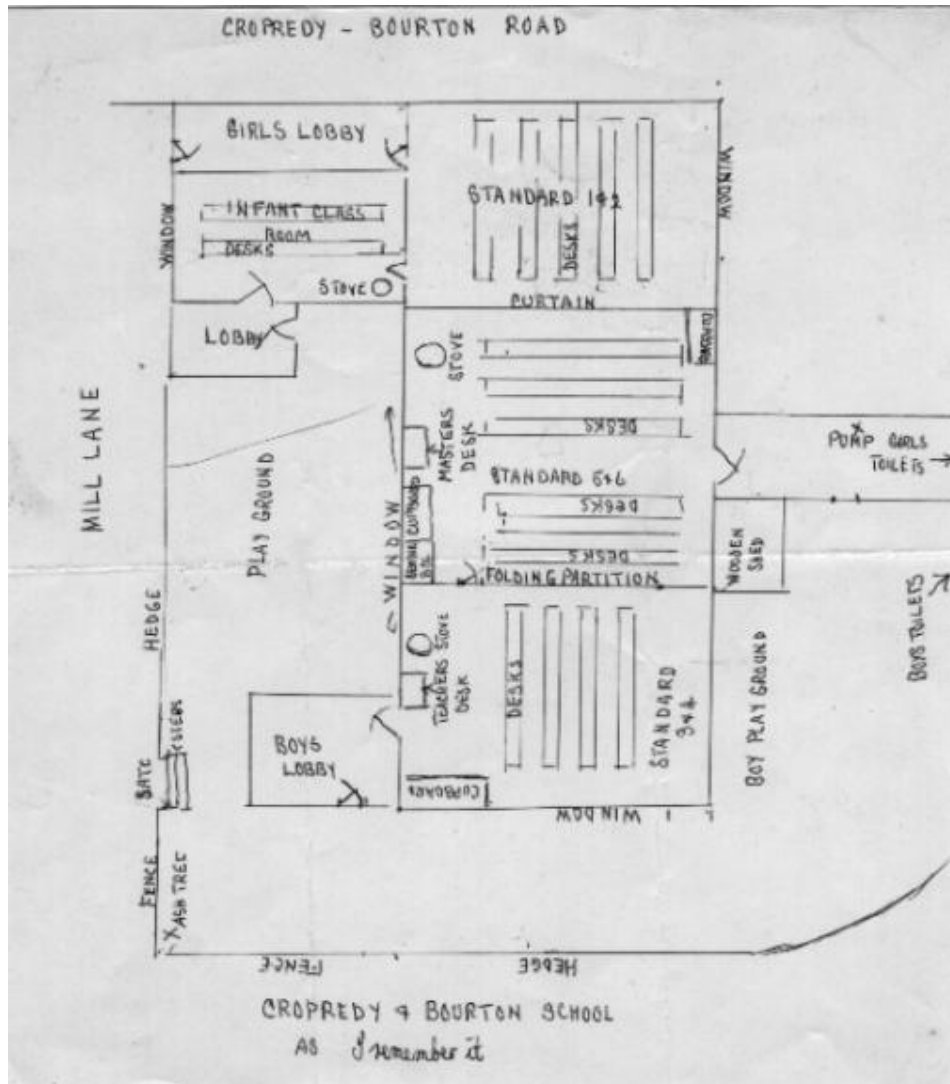 CROPREDY - BOURTON ROAD
GIRLS LOBBY
WINDOW
INFANT CLASS
ROOM
DESKS
STOVE
STANDARD 1&2
DESKS
WINDOW
CURTAIN
LOBBY
MILL LANE
STOVE
MASTERS
DESK
DESKS
STANDARD 5&6
DESKS
DESKS
PUMP X GIRLS
TOILETS
PLAY GROUND
WINDOW
CUPBOARD
FOLDING PARTITION
WOODEN
SHED
BOYS TOILETS
HEDGE
STOVE
TEACHERS
DESK
DESKS
STANDARD
3&4
BOY PLAY GROUND
BOYS
LOBBY
CUPBOARD
WINDOW
GATE
STEPS
FENCE
X ASH TREE
FENCE
HEDGE
CROPREDY & BOURTON SCHOOL
AS I remember it